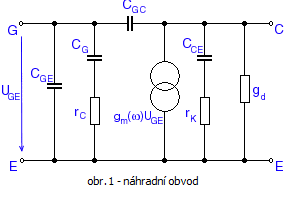 C_GC
G
C
C_G
C_CE
C_GE
U_GE
r_C
g_m(ω)U_GE
r_K
g_d
E
E
obr.1 - náhradní obvod